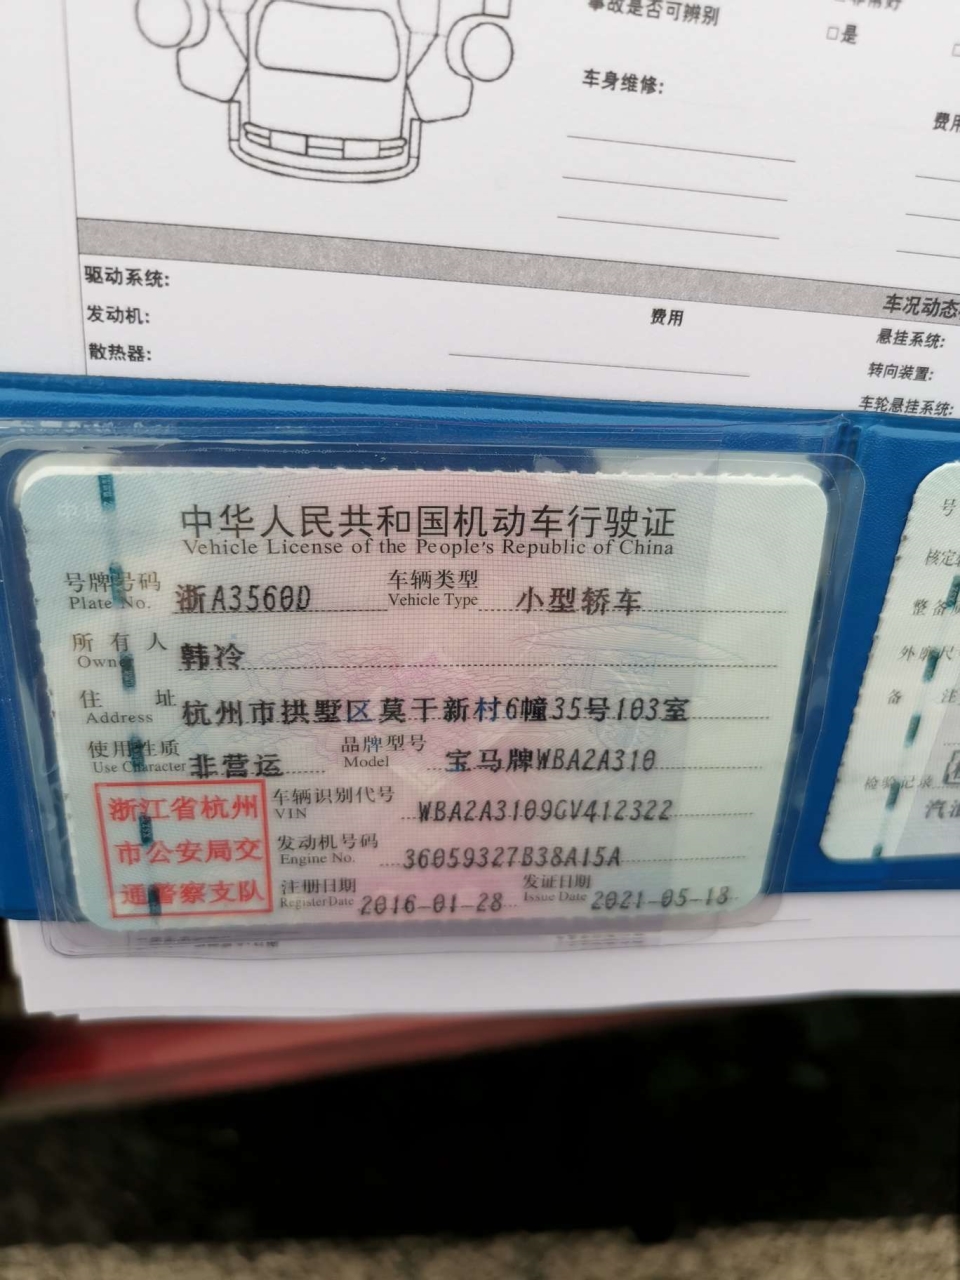 事故是否可辨别
□是
车身维修:
费用
驱动系统:
发动机:
费用
散热器:
车况动态
悬挂系统:
转向装置:
车轮悬挂系统:
中华人民共和国机动车行驶证
Vehicle License of the People's Republic of China
号牌号码 浙A3560D 车辆类型 小型轿车
Plate No. Vehicle Type
所有人 韩冷
Owner
住址 杭州市拱墅区莫干新村6幢35号103室
Address
使用性质 非营运 品牌型号 宝马牌WBA2A310
Use Character Model
浙江省杭州
市公安局交
通警察支队
车辆识别代号 WBA2A3109GV412322
VIN
发动机号码 36059327B38A15A
Engine No.
注册日期 2016-01-28 发证日期 2021-05-18
Register Date Issue Date
号
核定
整备
外廓尺
备 注
检验记录
汽油